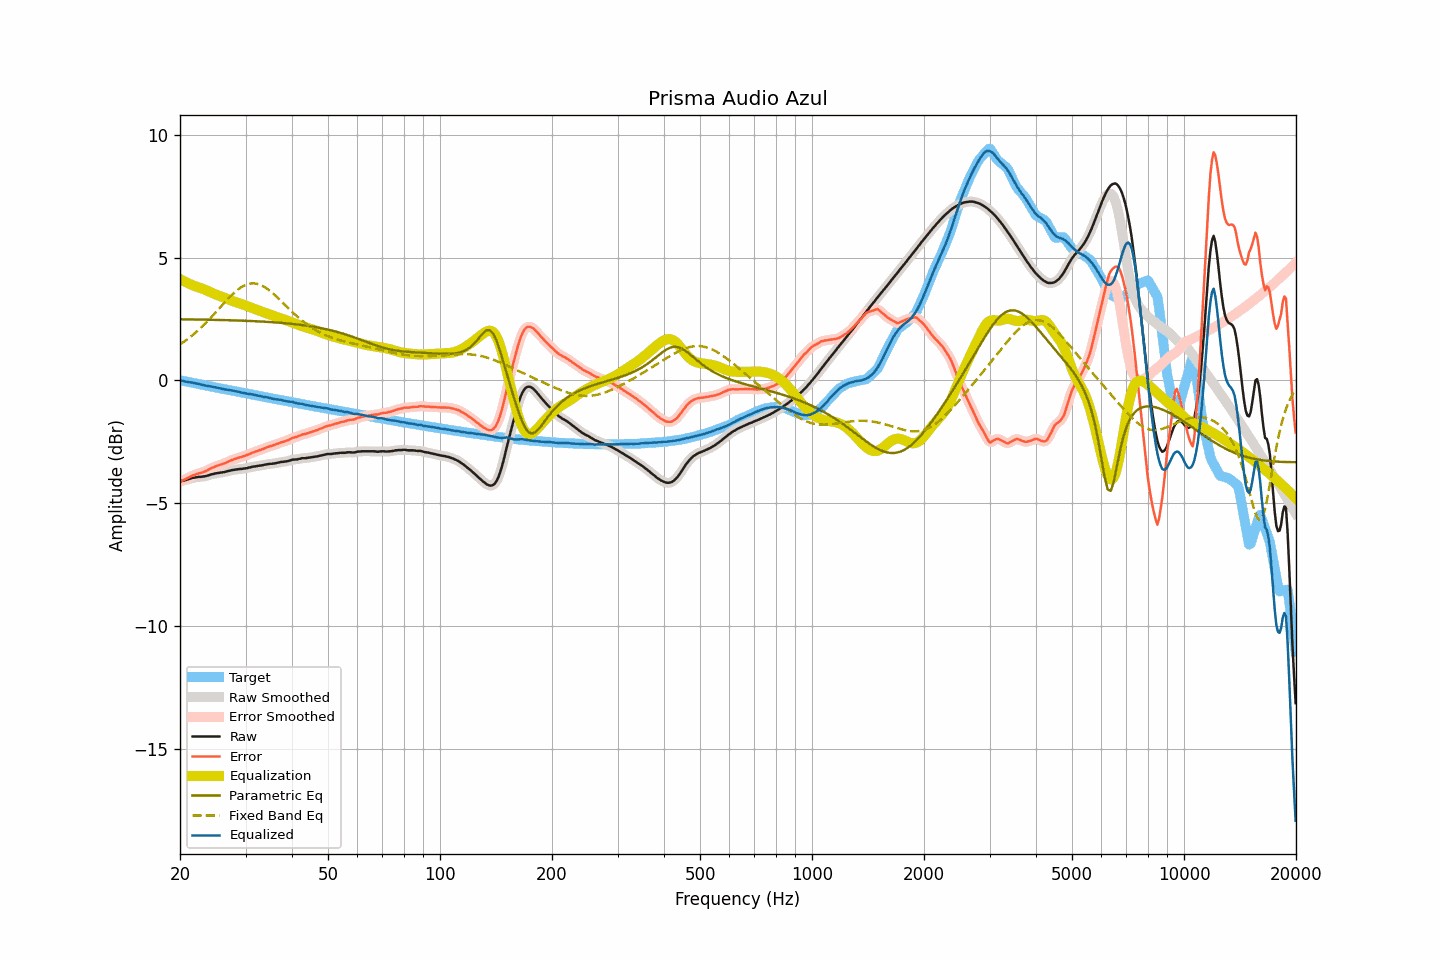 Prisma Audio Azul
10
5
0
−5
−10
−15
Amplitude (dBr)
Target
Raw Smoothed
Error Smoothed
Raw
Error
Equalization
Parametric Eq
Fixed Band Eq
Equalized
20 50 100 200 500 1000 2000 5000 10000 20000
Frequency (Hz)